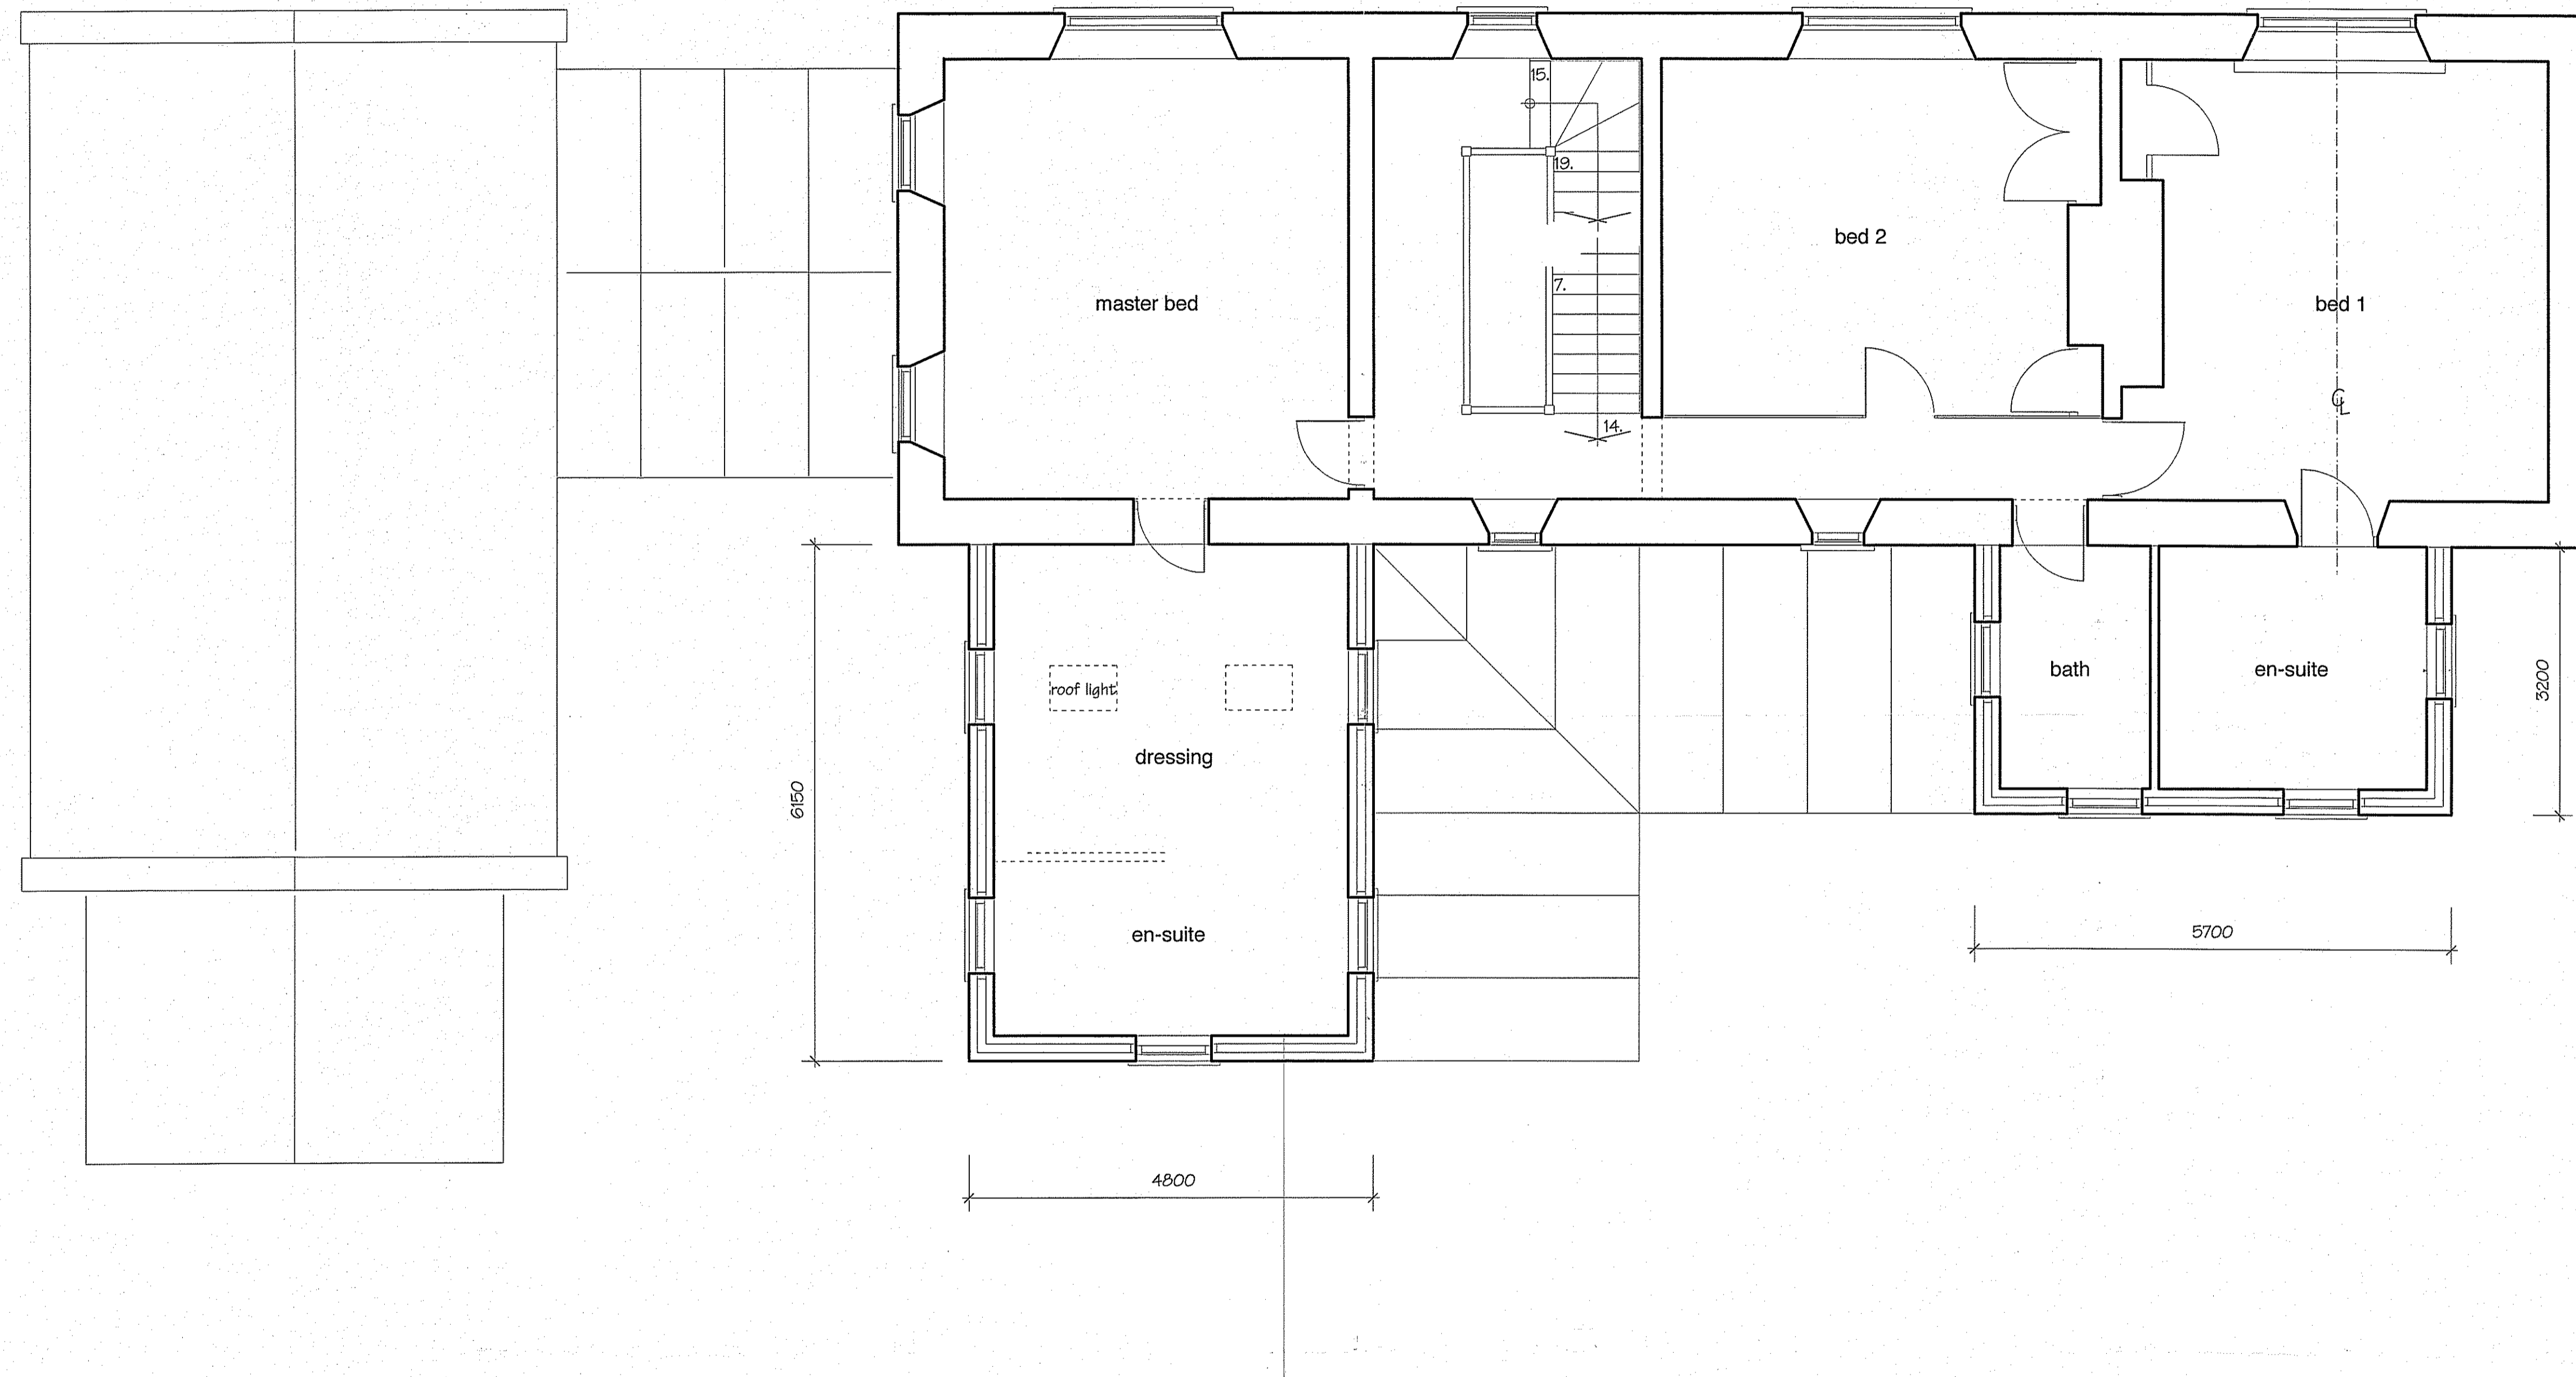 15.
19.
bed 2
7.
master bed
bed 1
CL
14.
roof light
bath
en-suite
3200
dressing
6150
en-suite
5700
4800